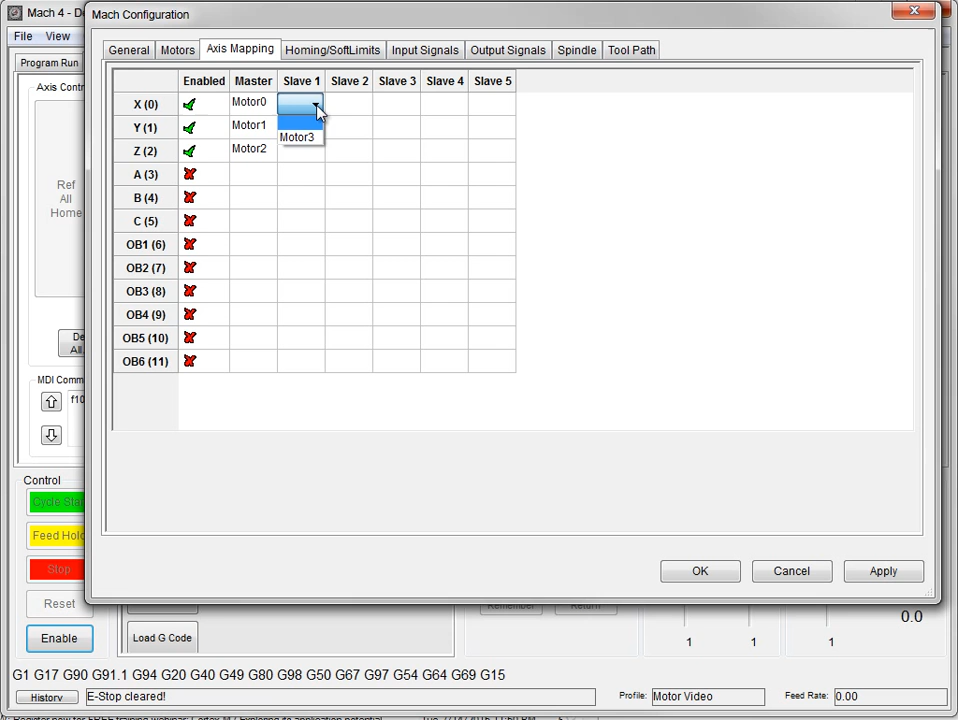 Mach 4 - De
Mach Configuration
File View
General Motors Axis Mapping Homing/SoftLimits Input Signals Output Signals Spindle Tool Path
Program Run
Axis Contr
Enabled Master Slave 1 Slave 2 Slave 3 Slave 4 Slave 5
X (0) Motor0
Y (1) Motor1
Motor3
Z (2) Motor2
A (3)
B (4)
C (5)
OB1 (6)
OB2 (7)
OB3 (8)
OB4 (9)
OB5 (10)
OB6 (11)
Ref
All
Home
De
All
MDI Comm
f10
Control
Cycle Star
Feed Hold
Stop
Reset
Enable
OK Cancel Apply
Remember Return
Load G Code
1 1 1
0.0
G1 G17 G90 G91.1 G94 G20 G40 G49 G80 G98 G50 G67 G97 G54 G64 G69 G15
History E-Stop cleared! Profile: Motor Video Feed Rate: 0.00